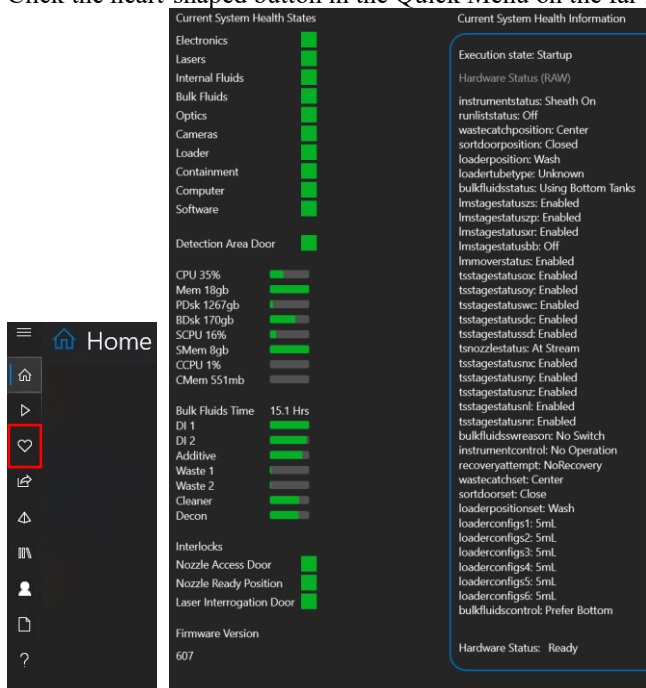 Click the heart-shaped button in the Quick Menu on the far
Home
Current System Health States
Electronics
Lasers
Internal Fluids
Bulk Fluids
Optics
Cameras
Loader
Containment
Computer
Software
Detection Area Door
CPU 35%
Mem 18gb
PDsk 1267gb
BDsk 170gb
SCPU 16%
SMem 8gb
CCPU 1%
CMem 551mb
Bulk Fluids Time 15.1 Hrs
DI 1
DI 2
Additive
Waste 1
Waste 2
Cleaner
Decon
Interlocks
Nozzle Access Door
Nozzle Ready Position
Laser Interrogation Door
Firmware Version
607
Current System Health Information
Execution state: Startup
Hardware Status (RAW)
instrumentstatus: Sheath On
runliststatus: Off
wastecatchposition: Center
sortdoorposition: Closed
loaderposition: Wash
loadertubetype: Unknown
bulkfluidsstatus: Using Bottom Tanks
lmstagestatuszs: Enabled
lmstagestatuszp: Enabled
lmstagestatusxr: Enabled
lmstagestatusbb: Off
lmmoverstatus: Enabled
tsstagestatusox: Enabled
tsstagestatusoy: Enabled
tsstagestatuswc: Enabled
tsstagestatusdc: Enabled
tsstagestatussd: Enabled
tsnozzlestatus: At Stream
tsstagestatusnx: Enabled
tsstagestatusny: Enabled
tsstagestatusnz: Enabled
tsstagestatusnl: Enabled
tsstagestatusnr: Enabled
bulkfluidswreason: No Switch
instrumentcontrol: No Operation
recoveryattempt: NoRecovery
wastecatchset: Center
sortdoorset: Close
loaderpositionset: Wash
loaderconfigs1: 5mL
loaderconfigs2: 5mL
loaderconfigs3: 5mL
loaderconfigs4: 5mL
loaderconfigs5: 5mL
loaderconfigs6: 5mL
bulkfluidscontrol: Prefer Bottom
Hardware Status: Ready